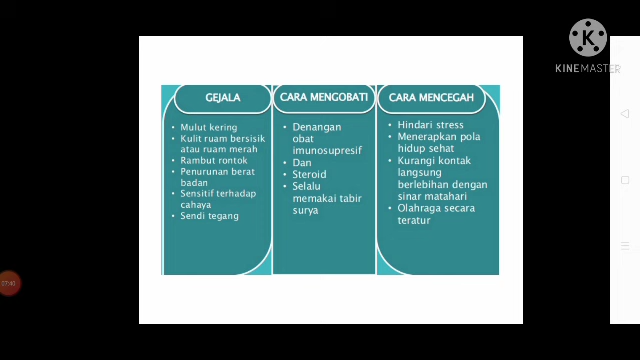 KINEMASTER
GEJALA
Mulut kering
Kulit ruam bersisik
atau ruam merah
Rambut rontok
Penurunan berat
badan
Sensitif terhadap
cahaya
Sendi tegang
CARA MENGOBATI
Denangan
obat
imunosupresif
Dan
Steroid
Selalu
memakai tabir
surya
CARA MENCEGAH
Hindari stress
Menerapkan pola
hidup sehat
Kurangi kontak
langsung
berlebihan dengan
sinar matahari
Olahraga secara
teratur